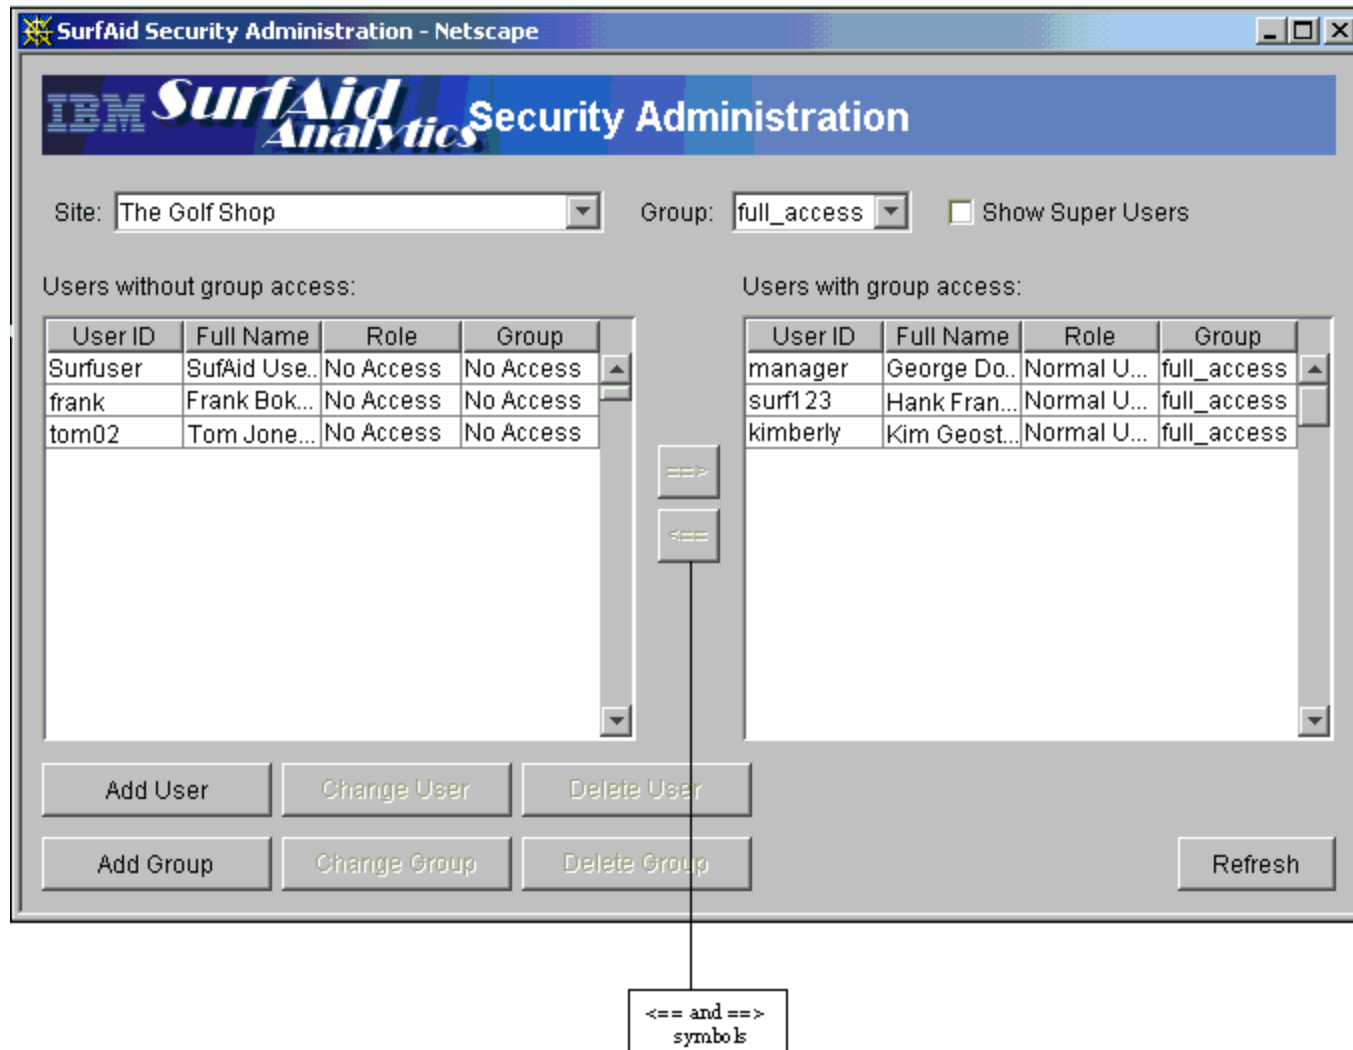 SurfAid Security Administration - Netscape
IBM SurfAid Analytics Security Administration
Site: The Golf Shop Group: full_access Show Super Users
Users without group access: Users with group access:
User ID Full Name Role Group User ID Full Name Role Group
Surfuser SufAid Use.. No Access No Access manager George Do.. Normal U... full_access
frank Frank Bok... No Access No Access surf123 Hank Fran... Normal U... full_access
tom02 Tom Jone... No Access No Access kimberly Kim Geost... Normal U... full_access
==>
<==
Add User Change User Delete User
Add Group Change Group Delete Group Refresh
<== and ==>
symbols